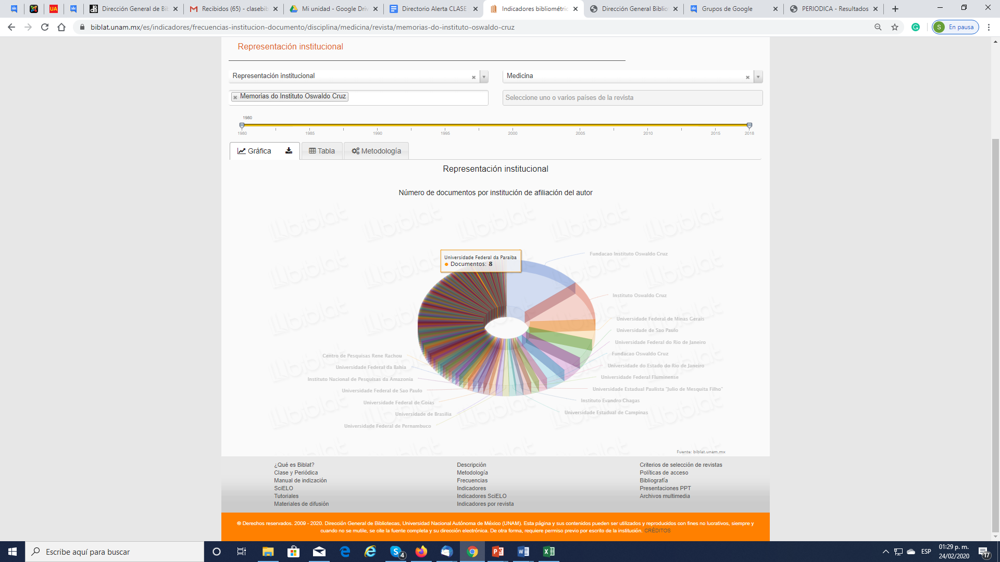 UA
Dirección General de Bib
Recibidos (65) - clasebib
Mi unidad - Google Driv
Directorio Alerta CLASE
Indicadores bibliométric
Dirección General Biblio
Grupos de Google
PERIODICA - Resultados
biblat.unam.mx/es/indicadores/frecuencias-institucion-documento/disciplina/medicina/revista/memorias-do-instituto-oswaldo-cruz
S En pausa
Representación institucional
Representación institucional
Medicina
Memorias do Instituto Oswaldo Cruz
Seleccione uno o varios países de la revista
1980
1980 1985 1990 1995 2000 2005 2010 2015 2018
Gráfica
Tabla
Metodología
Representación institucional
Número de documentos por institución de afiliación del autor
biblat
Universidade Federal da Paraiba
Documentos: 8
Fundacao Instituto Oswaldo Cruz
Instituto Oswaldo Cruz
Universidade Federal de Minas Gerais
Universidade de Sao Paulo
Universidade Federal do Rio de Janeiro
Fundacao Oswaldo Cruz
Universidade do Estado do Rio de Janeiro
Universidade Federal Fluminense
Universidade Estadual Paulista "Julio de Mesquita Filho"
Instituto Evandro Chagas
Universidade Estadual de Campinas
Centro de Pesquisas Rene Rachou
Universidade Federal da Bahia
Instituto Nacional de Pesquisas da Amazonia
Universidade Federal de Sao Paulo
Universidade Federal de Goias
Universidade de Brasilia
Universidade Federal de Pernambuco
Fuente: biblat.unam.mx
¿Qué es Biblat?
Clase y Periódica
Manual de indización
SciELO
Tutoriales
Materiales de difusión
Descripción
Metodología
Frecuencias
Indicadores
Indicadores SciELO
Indicadores por revista
Criterios de selección de revistas
Políticas de acceso
Bibliografía
Presentaciones PPT
Archivos multimedia
® Derechos reservados. 2009 - 2020. Dirección General de Bibliotecas, Universidad Nacional Autónoma de México (UNAM). Esta página y sus contenidos pueden ser utilizados y reproducidos con fines no lucrativos, siempre y
cuando no se mutile, se cite la fuente completa y su dirección electrónica. De otra forma, requiere permiso previo por escrito de la institución. CRÉDITOS
Escribe aquí para buscar
4
ESP
01:29 p. m.
24/02/2020
17